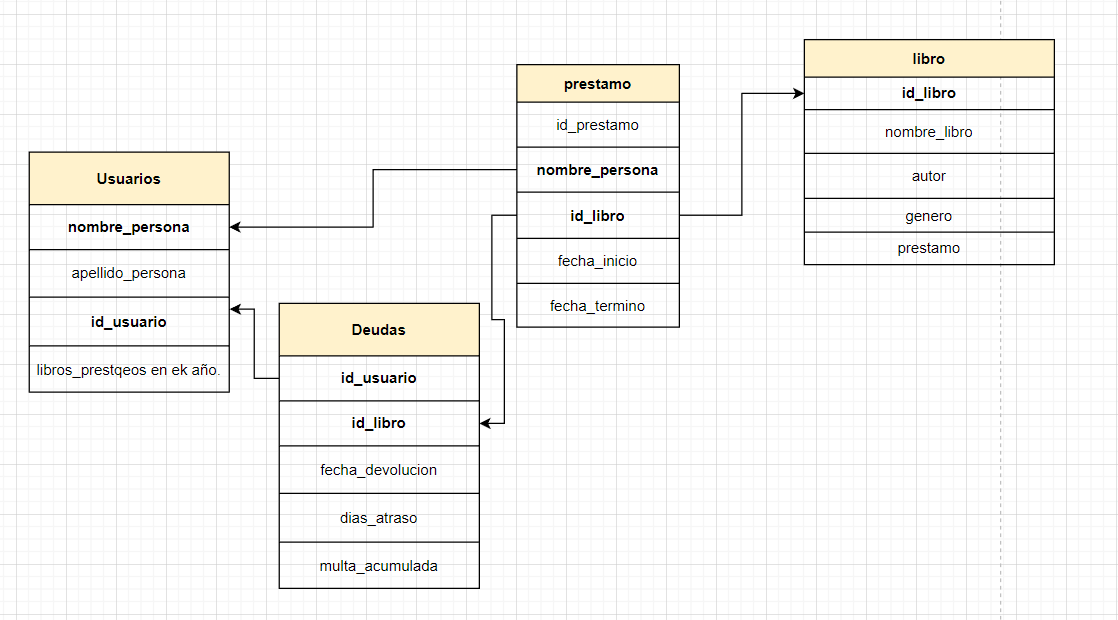 Usuarios
nombre_persona
apellido_persona
id_usuario
libros_prestqeos en ek año.
Deudas
id_usuario
id_libro
fecha_devolucion
dias_atraso
multa_acumulada
prestamo
id_prestamo
nombre_persona
id_libro
fecha_inicio
fecha_termino
libro
id_libro
nombre_libro
autor
genero
prestamo